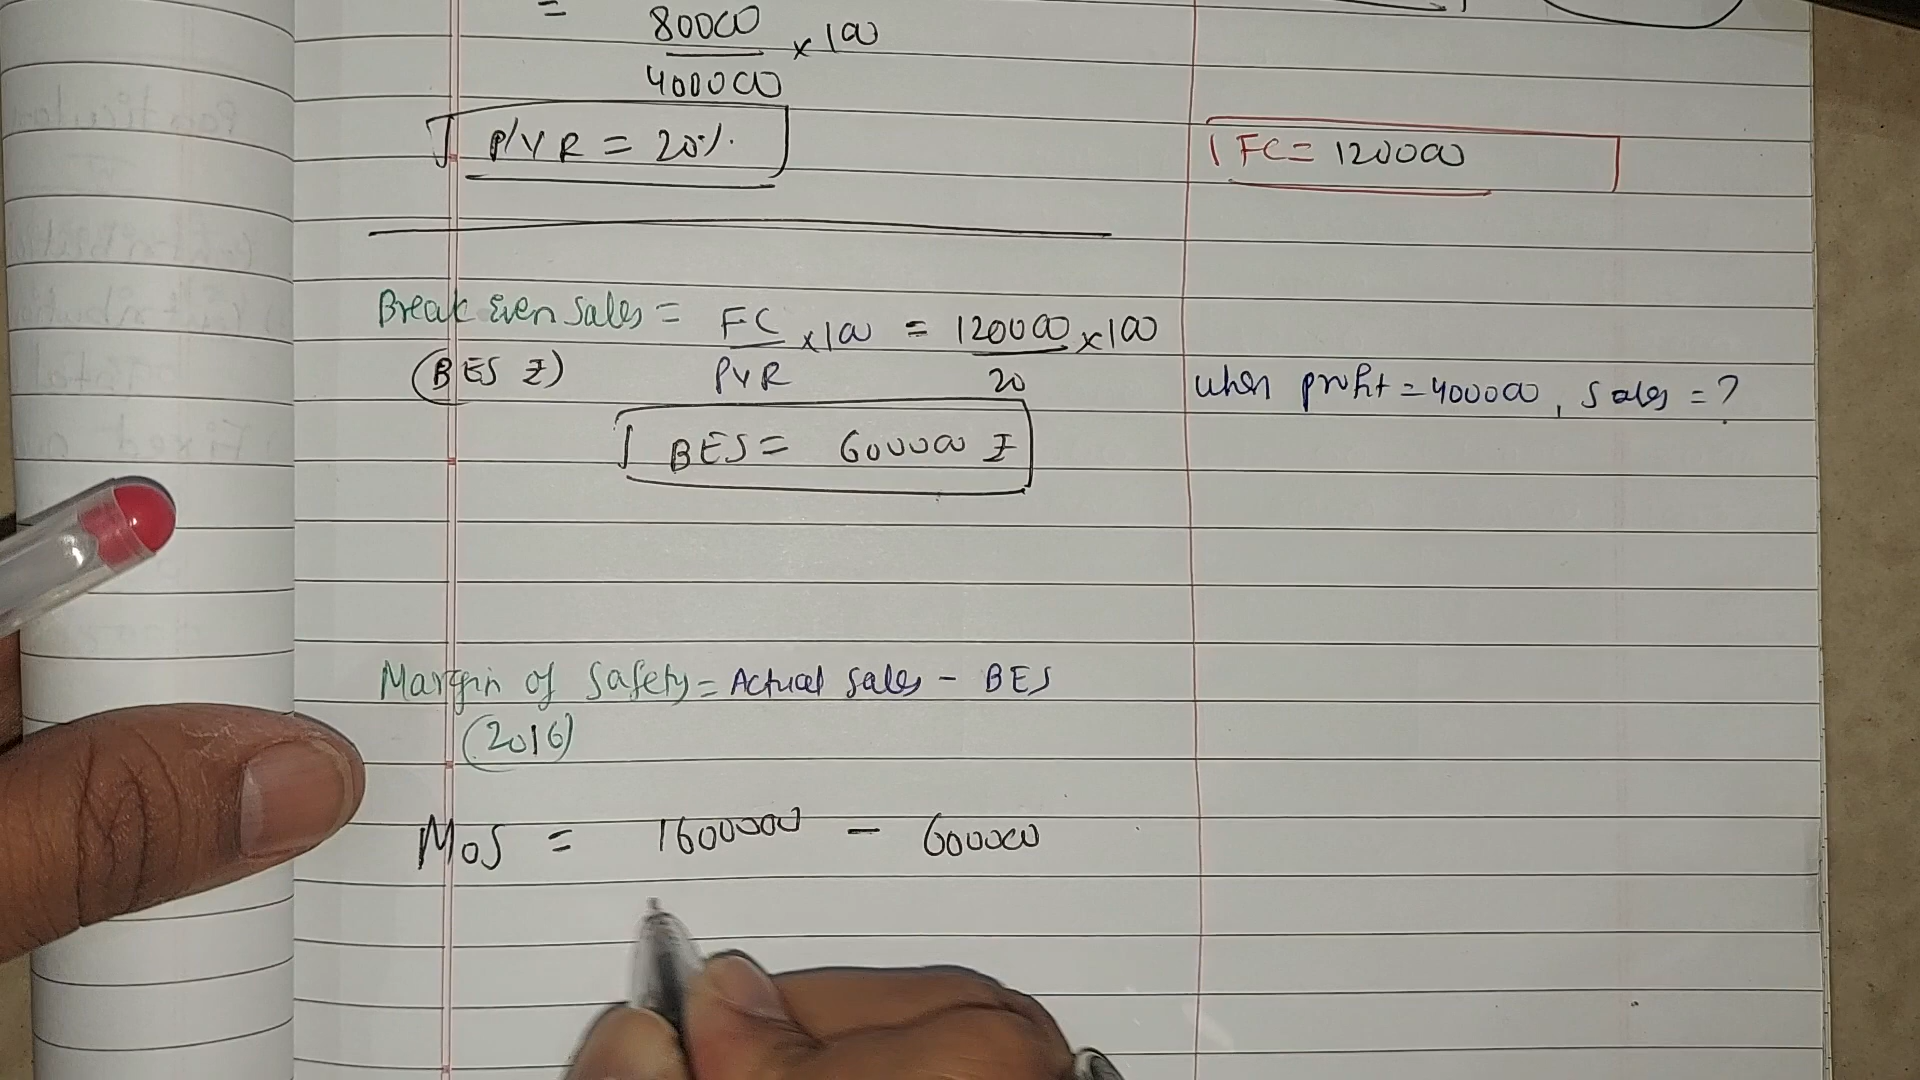 = 80000 x 100
400000
P/V R = 20%.
FC = 120000
Break Even Sales = FC x 100 = 120000 x 100
(BES ₹) PVR 20
BES = 600000 ₹
when profit = 400000, Sales = ?
Margin of Safety = Actual Sales - BES
(2016)
MOS = 1600000 - 600000